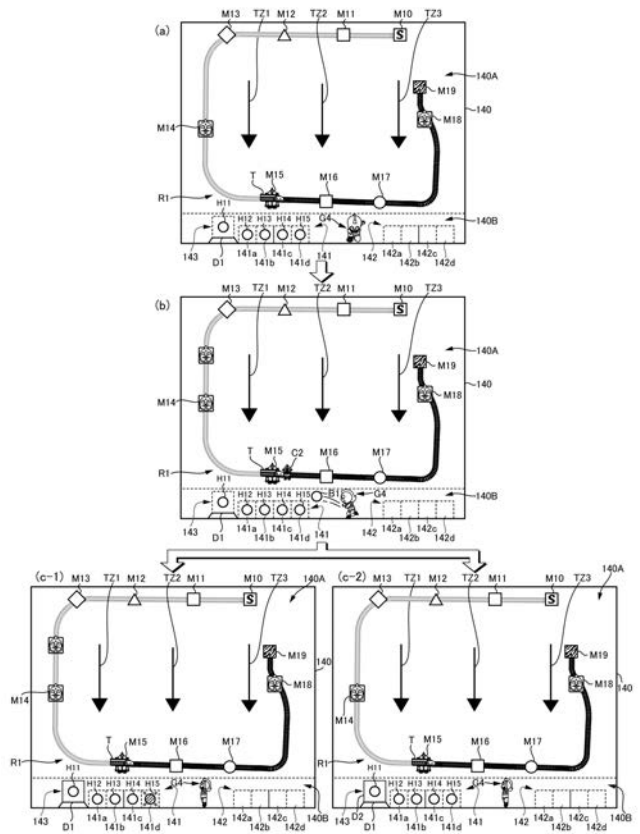 M13 M12 M11 M10
TZ1 TZ2 TZ3
(a)
S
140A
M19
M14 M18 140
T M15 M16 M17
R1
H11
H12 H13 H14 H15 G4 140B
143
D1 141a 141b 141c 141d 141 142 142a 142b 142c 142d
(b)
M13 M12 M11 M10
TZ1 TZ2 TZ3
S
140A
M19 140
M14 M18
T M15 C2 M16 M17
R1
H11
H12 H13 H14 H15 B1 G4 140B
143
D1 141a 141b 141c 141d 141 142 142a 142b 142c 142d
(c-1)
M13 TZ1 M12 TZ2 M11 M10 140A
S
TZ3
M19 140
M14 M18
T M15 M16 M17
R1
H11
H12 H13 H14 H15 G4
143
D1 141a 141b 141c 141d 141 142 142a 142b 142c 142d 140B
(c-2)
M13 TZ1 M12 TZ2 M11 M10 140A
S
TZ3
M19 140
M14 M18
T M15 M16 M17
R1
H11
H12 H13 H14 H15 G4
143 D2
D1 141a 141b 141c 141d 141 142 142a 142b 142c 142d 140B